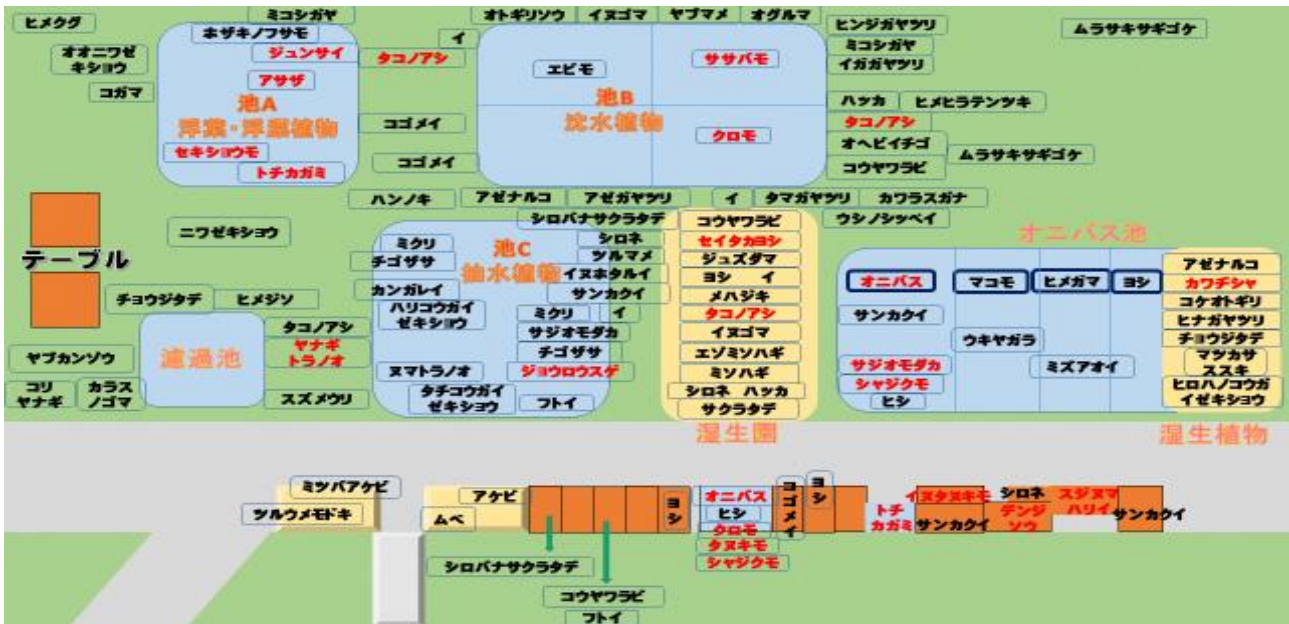 ヒメクグ
ミコシガヤ
オトギリソウ
イヌゴマ
ヤブマメ
オグルマ
ヒンジガヤツリ
ムラサキサギゴケ
ホザキノフサモ
イ
ミコシガヤ
オオニワゼ
キショウ
ジュンサイ
タコノアシ
ササバモ
イガガヤツリ
エビモ
アサザ
コガマ
池A
池B
浮葉・浮漂植物
沈水植物
ハッカ
ヒメヒラテンツキ
コゴメイ
タコノアシ
クロモ
オヘビイチゴ
セキショウモ
コゴメイ
ムラサキサギゴケ
トチカガミ
コウヤワラビ
ハンノキ
アゼナルコ
アゼガヤツリ
イ
タマガヤツリ
カワラスガナ
シロバナサクラタデ
コウヤワラビ
ウシノシッペイ
ニワゼキショウ
ミクリ
池C
シロネ
セイタカヨシ
オニバス池
テーブル
チゴザサ
抽水植物
ツルマメ
ジュズダマ
イヌホタルイ
ヨシ イ
アゼナルコ
オニバス
マコモ
ヒメガマ
ヨシ
カワヂシャ
チョウジタデ
ヒメジソ
カンガレイ
サンカクイ
メハジキ
コケオトギリ
ハリコウガイ
ゼキショウ
ミクリ
イ
タコノアシ
サンカクイ
ヒナガヤツリ
タコノアシ
サジオモダカ
イヌゴマ
ウキヤガラ
チョウジタデ
ヤブカンゾウ
濾過池
ヤナギ
トラノオ
チゴザサ
エゾミソハギ
マツカサ
ススキ
ヌマトラノオ
ジョウロウスゲ
ミソハギ
サジオモダカ
ミズアオイ
コリ
ヤナギ
カラス
ノゴマ
スズメウリ
タチコウガイ
ゼキショウ
フトイ
シロネ ハッカ
シャジクモ
ヒロハノコウガ
イゼキショウ
サクラタデ
ヒシ
湿生園
湿生植物
ミツバアケビ
アケビ
ヨシ
オニバス
コゴメイ
ヨシ
イヌタヌキモ
シロネ
スジヌマ
ハリイ
ツルウメモドキ
ムベ
ヒシ
トチ
カガミ
サンカクイ
デンジ
ソウ
サンカクイ
クロモ
タヌキモ
シャジクモ
シロバナサクラタデ
コウヤワラビ
フトイ